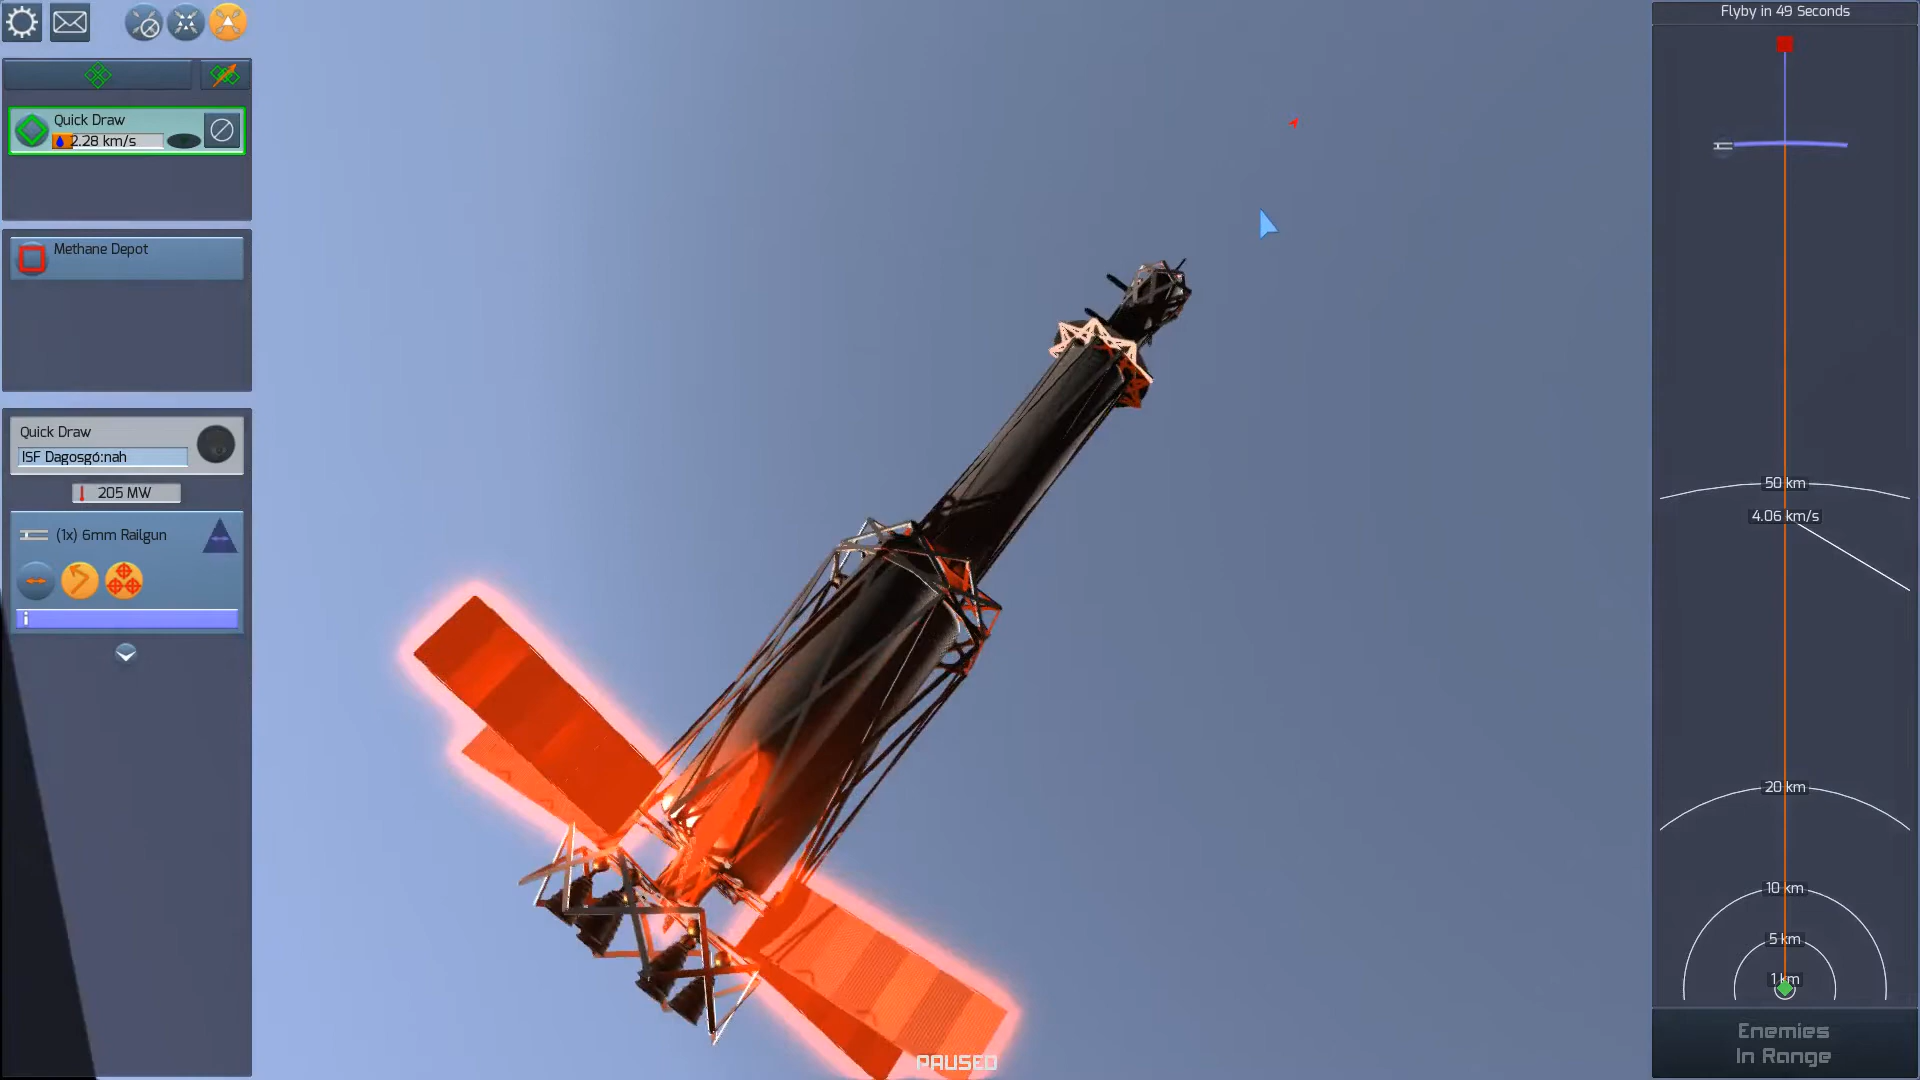 Quick Draw
2.28 km/s
Methane Depot
Quick Draw
ISF Dagosgó:nah
205 MW
(1x) 6mm Railgun
i
PAUSED
Flyby in 49 Seconds
50 km
4.06 km/s
20 km
10 km
5 km
1 km
Enemies
In Range